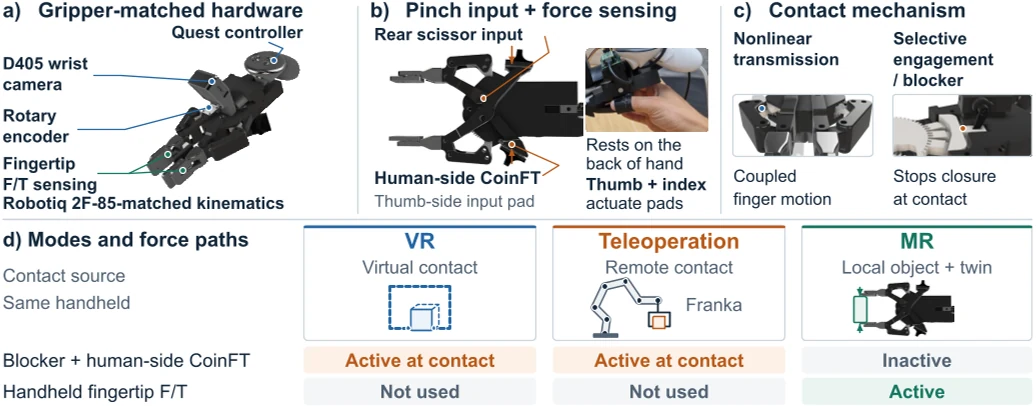 a) Gripper-matched hardware
Quest controller
D405 wrist
camera
Rotary
encoder
Fingertip
F/T sensing
Robotiq 2F-85-matched kinematics
b) Pinch input + force sensing
Rear scissor input
Human-side CoinFT
Thumb-side input pad
Rests on the
back of hand
Thumb + index
actuate pads
c) Contact mechanism
Nonlinear
transmission
Coupled
finger motion
Selective
engagement
/ blocker
Stops closure
at contact
d) Modes and force paths
VR
Teleoperation
MR
Contact source
Virtual contact
Remote contact
Local object + twin
Same handheld
Franka
Blocker + human-side CoinFT
Active at contact
Active at contact
Inactive
Handheld fingertip F/T
Not used
Not used
Active